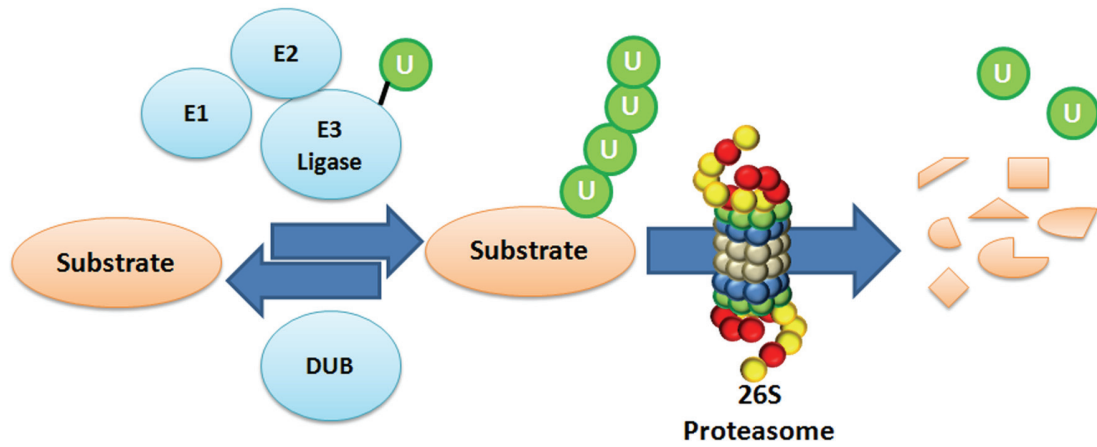 E2
U
E1
E3
Ligase
U
U
U
U
U
U
Substrate
Substrate
DUB
26S
Proteasome